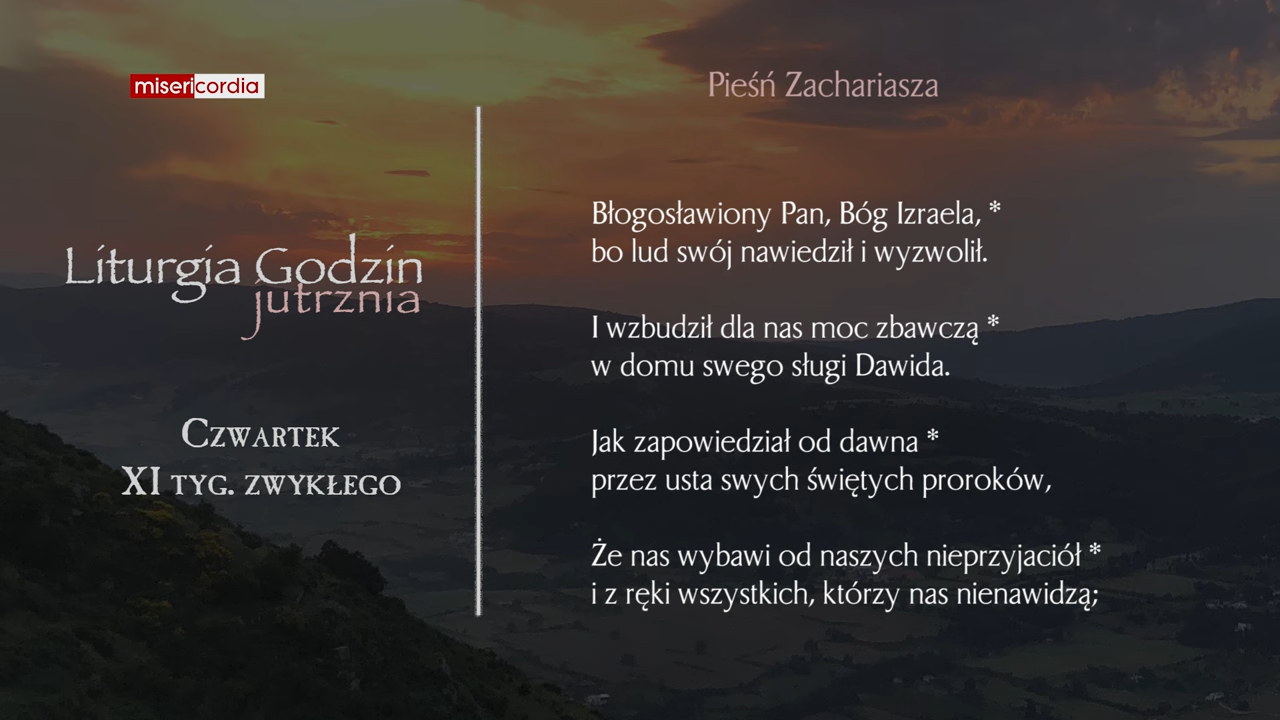 misericordia
Liturgia Godzin
jutrznia
Czwartek
XI tyg. zwykłego
Pieśń Zachariasza
Błogosławiony Pan, Bóg Izraela, *
bo lud swój nawiedził i wyzwolił.
I wzbudził dla nas moc zbawczą *
w domu swego sługi Dawida.
Jak zapowiedział od dawna *
przez usta swych świętych proroków,
Że nas wybawi od naszych nieprzyjaciół *
i z ręki wszystkich, którzy nas nienawidzą;